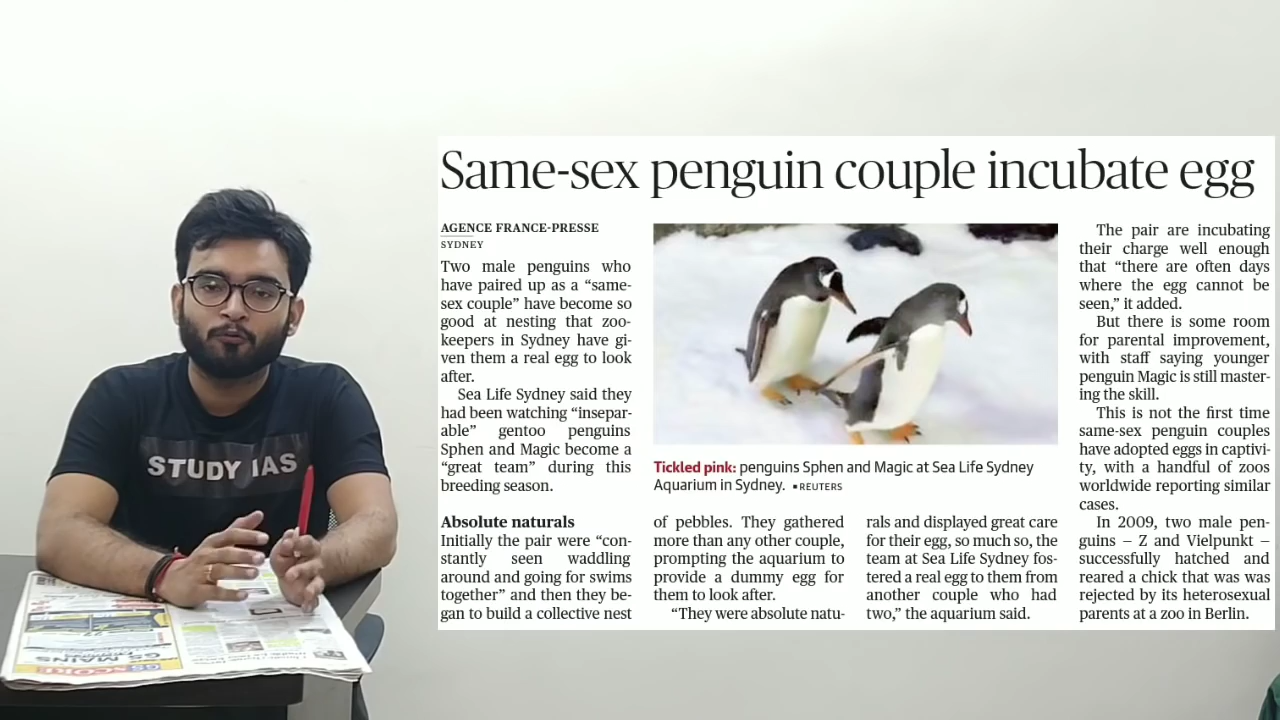 Same-sex penguin couple incubate egg
AGENCE FRANCE-PRESSE
SYDNEY
Two male penguins who
have paired up as a “same-
sex couple” have become so
good at nesting that zoo-
keepers in Sydney have gi-
ven them a real egg to look
after.
Sea Life Sydney said they
had been watching “insepar-
able” gentoo penguins
Sphen and Magic become a
“great team” during this
breeding season.
Absolute naturals
Initially the pair were “con-
stantly seen waddling
around and going for swims
together” and then they be-
gan to build a collective nest
Tickled pink: penguins Sphen and Magic at Sea Life Sydney
Aquarium in Sydney. •REUTERS
of pebbles. They gathered
more than any other couple,
prompting the aquarium to
provide a dummy egg for
them to look after.
“They were absolute natu-
rals and displayed great care
for their egg, so much so, the
team at Sea Life Sydney fos-
tered a real egg to them from
another couple who had
two,” the aquarium said.
The pair are incubating
their charge well enough
that “there are often days
where the egg cannot be
seen,” it added.
But there is some room
for parental improvement,
with staff saying younger
penguin Magic is still master-
ing the skill.
This is not the first time
same-sex penguin couples
have adopted eggs in captivi-
ty, with a handful of zoos
worldwide reporting similar
cases.
In 2009, two male pen-
guins – Z and Vielpunkt –
successfully hatched and
reared a chick that was was
rejected by its heterosexual
parents at a zoo in Berlin.
STUDY IAS
GS MAINS
GS SCORE